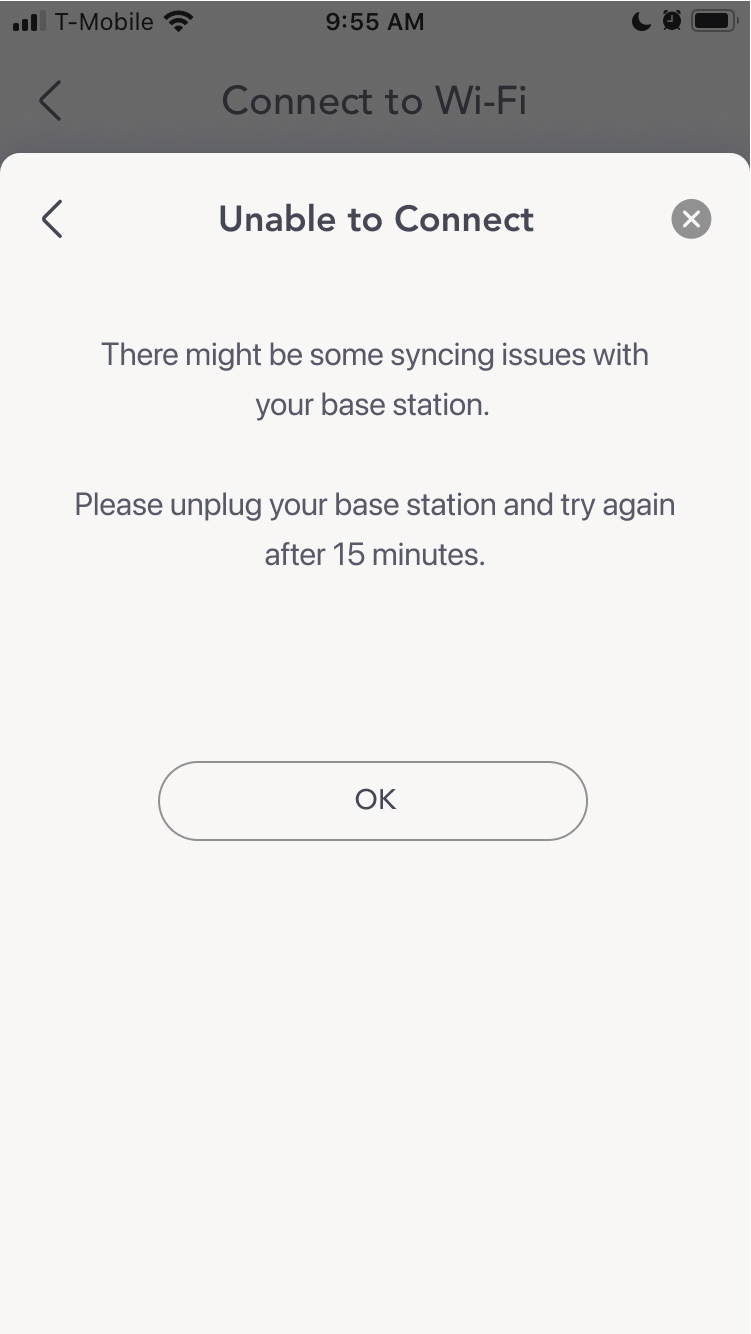 T-Mobile 9:55 AM
Connect to Wi-Fi
Unable to Connect
There might be some syncing issues with
your base station.
Please unplug your base station and try again
after 15 minutes.
OK